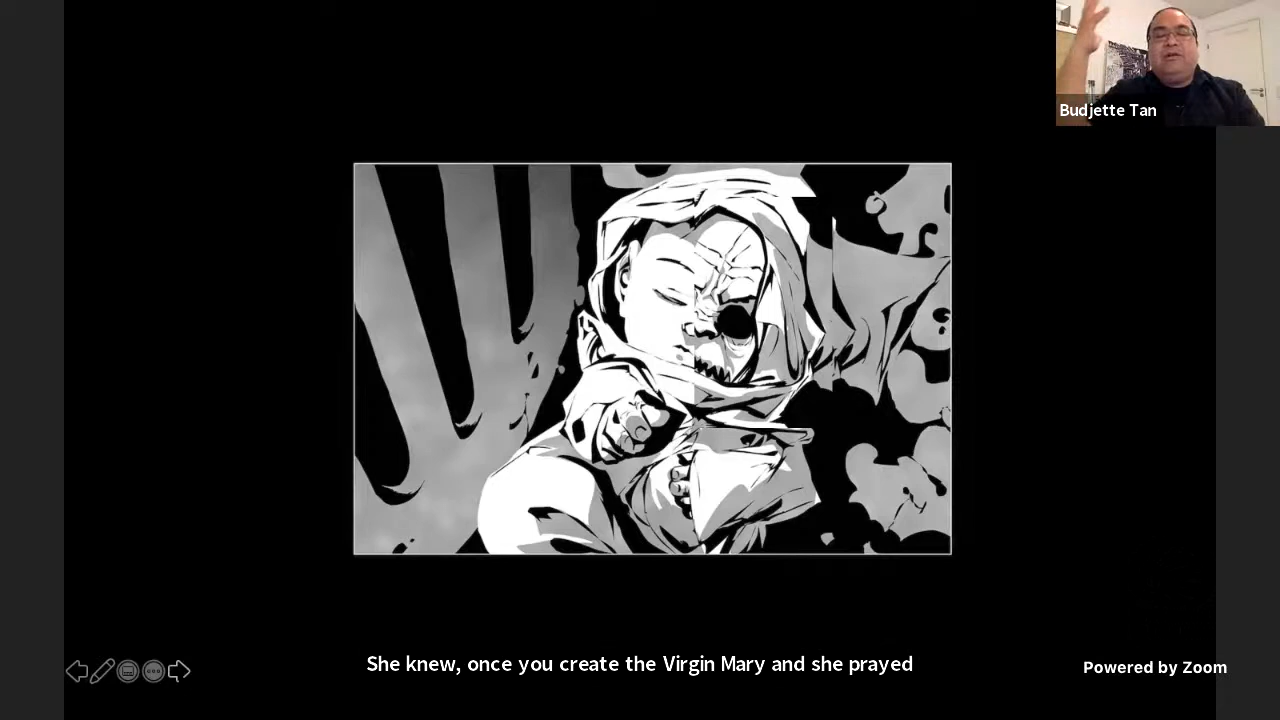 Budjette Tan
She knew, once you create the Virgin Mary and she prayed
Powered by Zoom